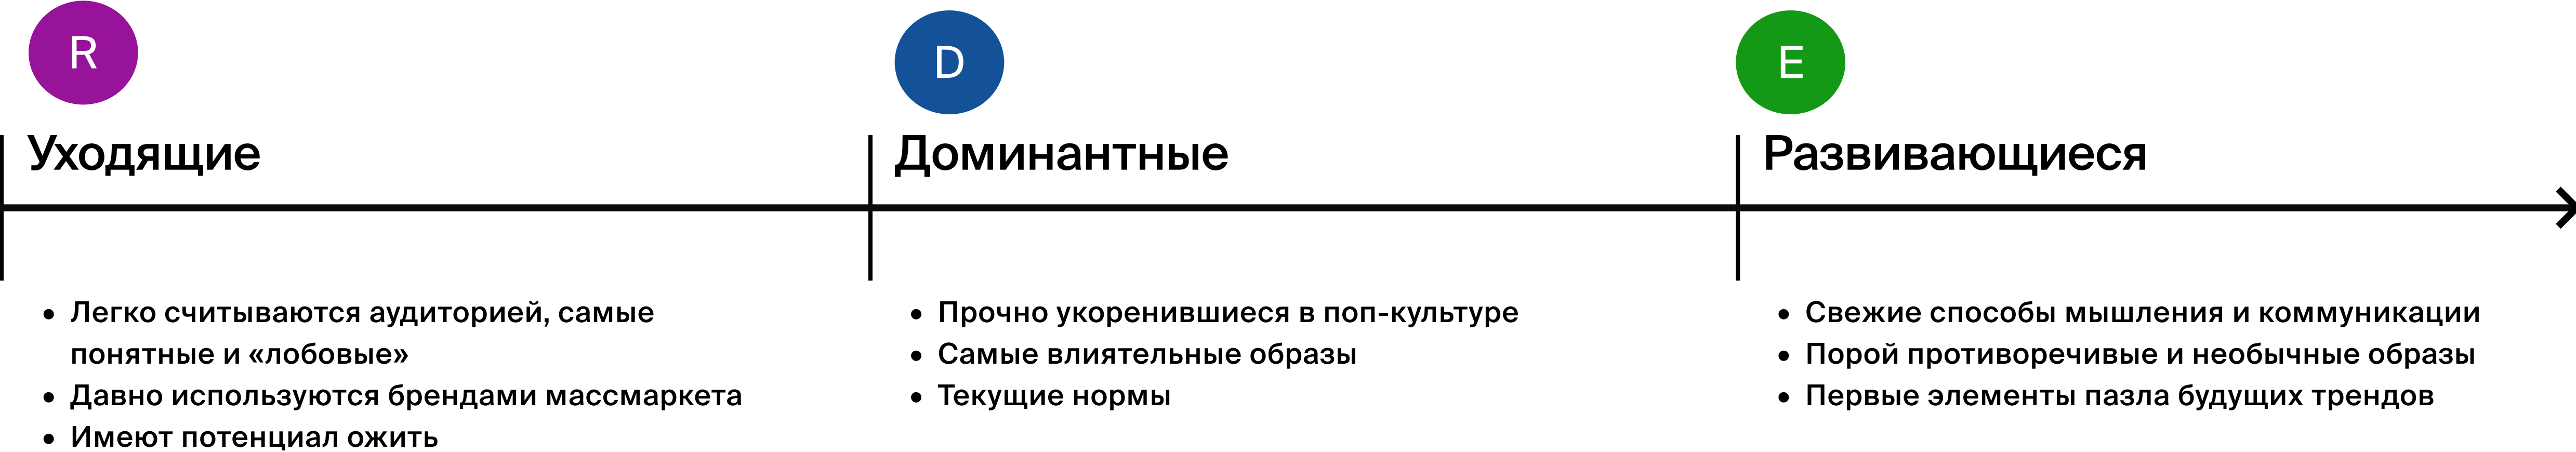 R
Уходящие
• Легко считываются аудиторией, самые
понятные и «лобовые»
• Давно используются брендами массмаркета
• Имеют потенциал ожить
D
Доминантные
• Прочно укоренившиеся в поп-культуре
• Самые влиятельные образы
• Текущие нормы
E
Развивающиеся
• Свежие способы мышления и коммуникации
• Порой противоречивые и необычные образы
• Первые элементы пазла будущих трендов